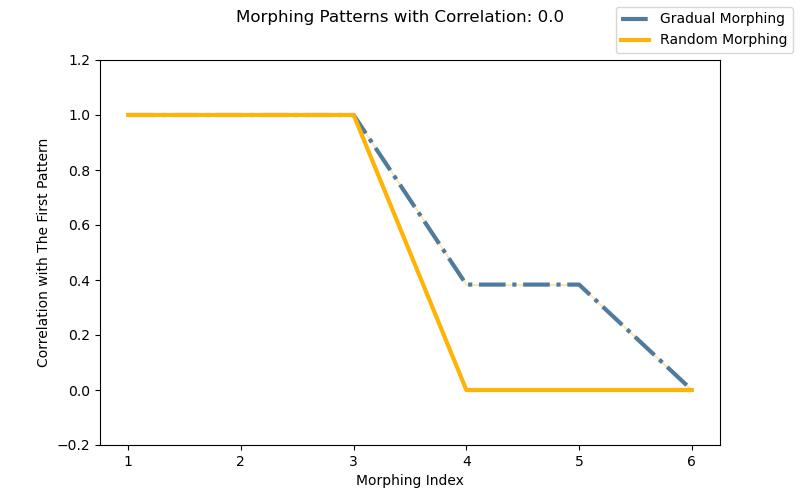 Morphing Patterns with Correlation: 0.0
Gradual Morphing
Random Morphing
1.2
1.0
0.8
0.6
0.4
0.2
0.0
−0.2
Correlation with The First Pattern
1 2 3 4 5 6
Morphing Index